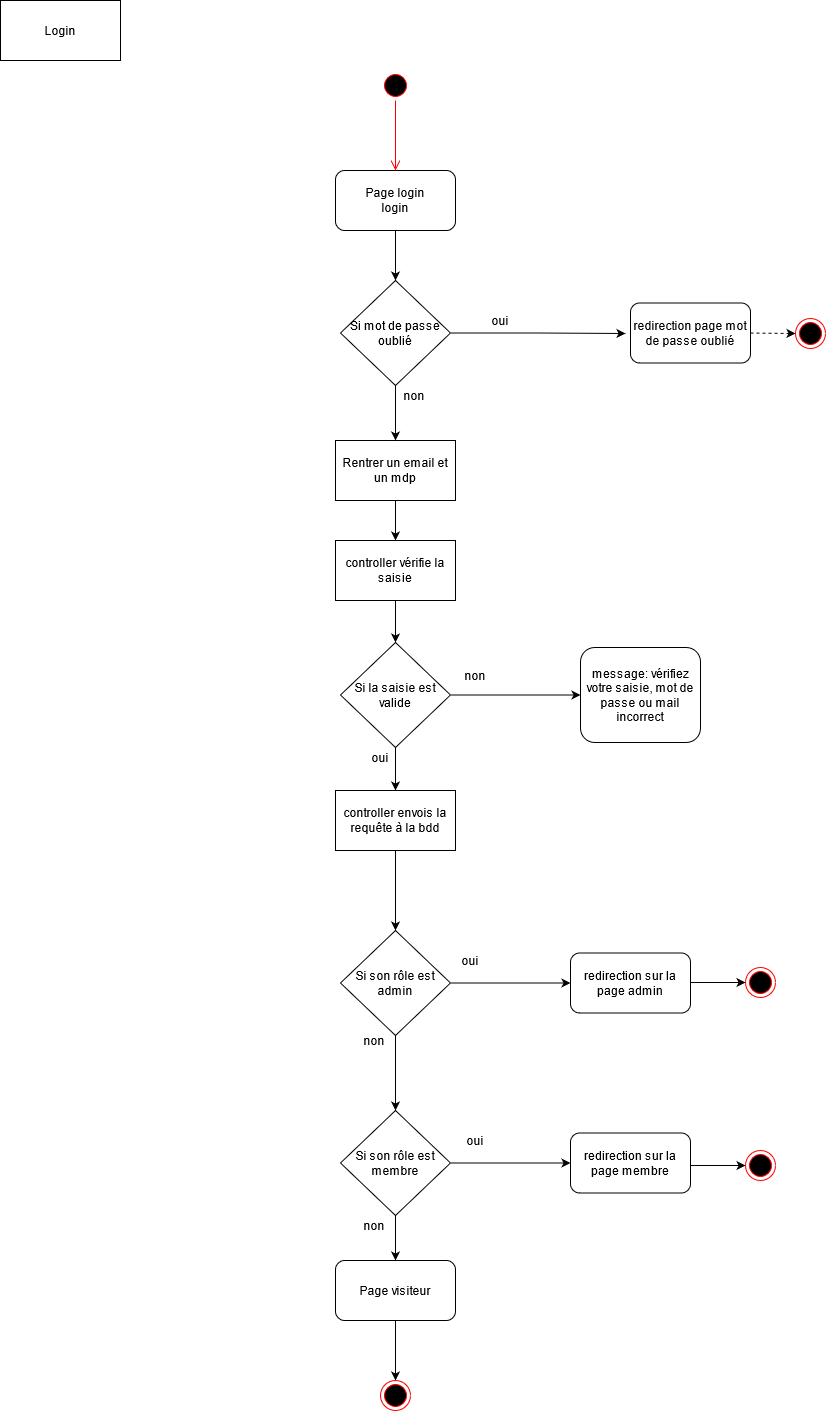 Login
Page login
login
Si mot de passe
oublié
oui
redirection page mot
de passe oublié
non
Rentrer un email et
un mdp
controller vérifie la
saisie
Si la saisie est
valide
non
message: vérifiez
votre saisie, mot de
passe ou mail
incorrect
oui
controller envois la
requête à la bdd
Si son rôle est
admin
oui
redirection sur la
page admin
non
Si son rôle est
membre
oui
redirection sur la
page membre
non
Page visiteur